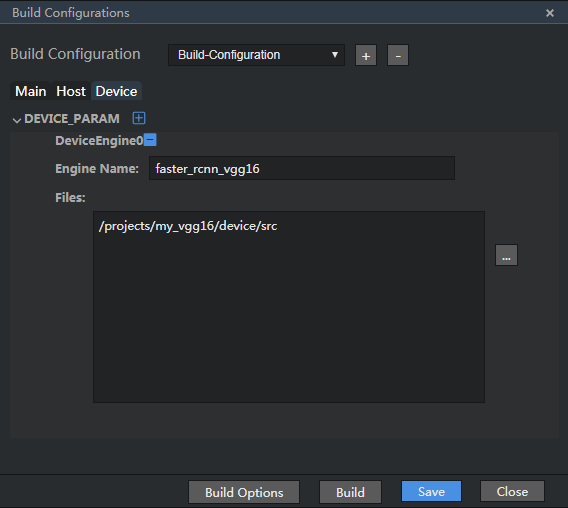 Build Configurations
Build Configuration Build-Configuration + -
Main Host Device
DEVICE_PARAM
DeviceEngine0
Engine Name: faster_rcnn_vgg16
Files:
/projects/my_vgg16/device/src
...
Build Options Build Save Close